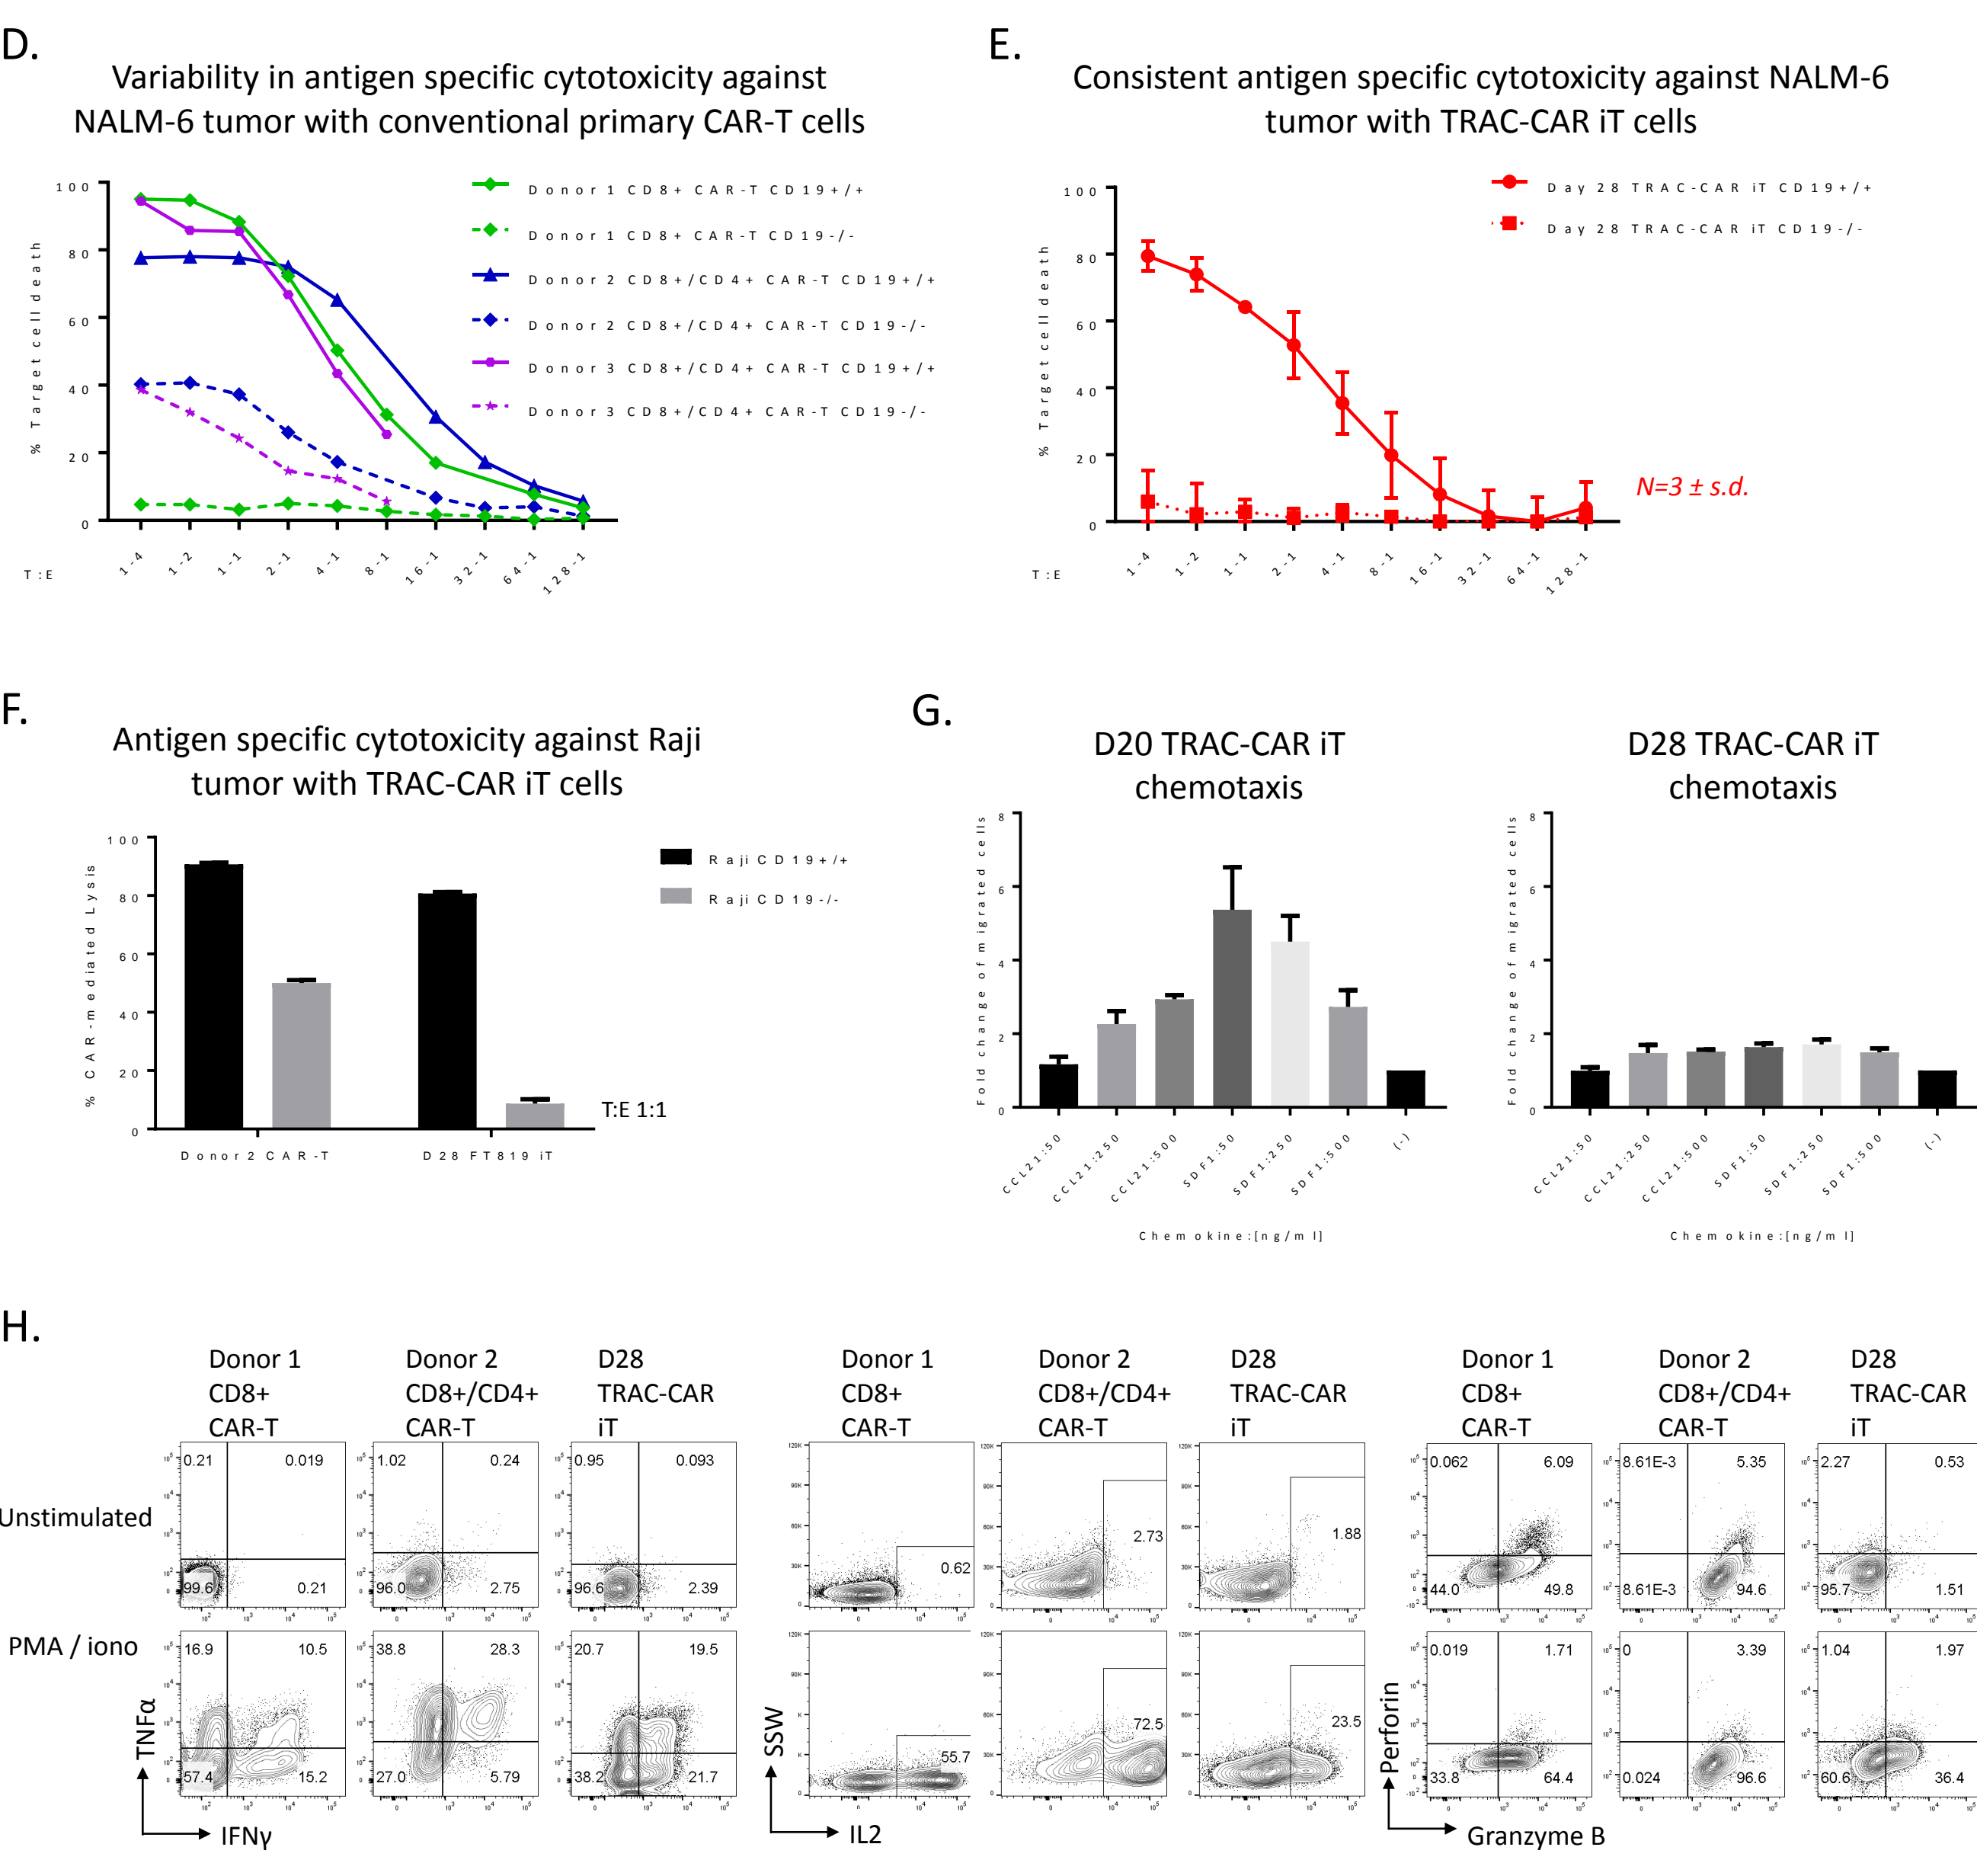 D.
Variability in antigen specific cytotoxicity against
NALM-6 tumor with conventional primary CAR-T cells
% Target cell death
100
80
60
40
20
0
Donor 1 CD8+ CAR-T CD19+/+
Donor 1 CD8+ CAR-T CD19-/-
Donor 2 CD8+/CD4+ CAR-T CD19+/+
Donor 2 CD8+/CD4+ CAR-T CD19-/-
Donor 3 CD8+/CD4+ CAR-T CD19+/+
Donor 3 CD8+/CD4+ CAR-T CD19-/-
T:E
1-4 1-2 1-1 2-1 4-1 8-1 16-1 32-1 64-1 128-1
E.
Consistent antigen specific cytotoxicity against NALM-6
tumor with TRAC-CAR iT cells
% Target cell death
100
80
60
40
20
0
Day 28 TRAC-CAR iT CD19+/+
Day 28 TRAC-CAR iT CD19-/-
N=3 ± s.d.
T:E
1-4 1-2 1-1 2-1 4-1 8-1 16-1 32-1 64-1 128-1
F.
Antigen specific cytotoxicity against Raji
tumor with TRAC-CAR iT cells
% CAR-mediated Lysis
100
80
60
40
20
0
Raji CD19+/+
Raji CD19-/-
T:E 1:1
Donor2 CAR-T D28 FT819 iT
G.
D20 TRAC-CAR iT
chemotaxis
Fold change of migrated cells
8
6
4
2
0
CCL21:50 CCL21:250 CCL21:500 SDF1:50 SDF1:250 SDF1:500 (-)
Chemokine:[ng/ml]
D28 TRAC-CAR iT
chemotaxis
Fold change of migrated cells
8
6
4
2
0
CCL21:50 CCL21:250 CCL21:500 SDF1:50 SDF1:250 SDF1:500 (-)
Chemokine:[ng/ml]
H.
Donor 1
CD8+
CAR-T
Donor 2
CD8+/CD4+
CAR-T
D28
TRAC-CAR
iT
Donor 1
CD8+
CAR-T
Donor 2
CD8+/CD4+
CAR-T
D28
TRAC-CAR
iT
Donor 1
CD8+
CAR-T
Donor 2
CD8+/CD4+
CAR-T
D28
TRAC-CAR
iT
Unstimulated
0.21 0.019
99.6 0.21
1.02 0.24
96.0 2.75
0.95 0.093
96.6 2.39
0.62
2.73
1.88
0.062 6.09
44.0 49.8
8.61E-3 5.35
8.61E-3 94.6
2.27 0.53
95.7 1.51
PMA / iono
16.9 10.5
57.4 15.2
38.8 28.3
27.0 5.79
20.7 19.5
38.2 21.7
55.7
72.5
23.5
0.019 1.71
33.8 64.4
0 3.39
0.024 96.6
1.04 1.97
60.6 36.4
TNFα
IFNγ
SSW
IL2
Perforin
Granzyme B